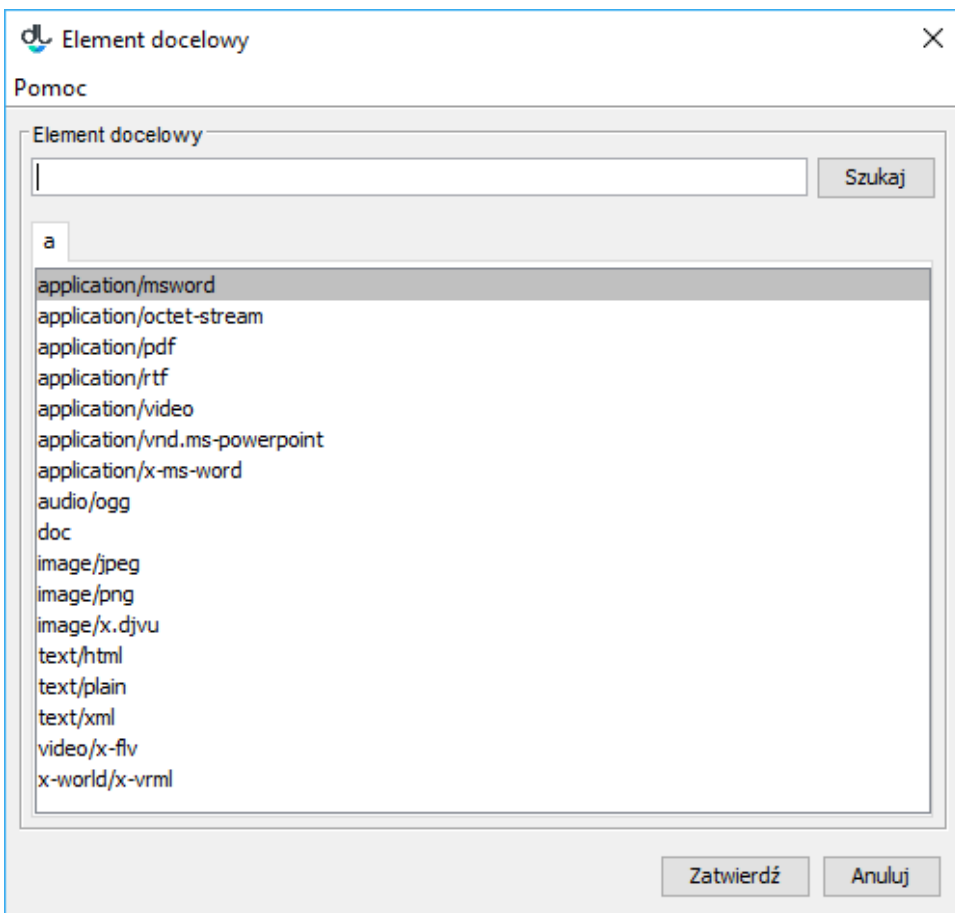 Element docelowy
Pomoc
Element docelowy
Szukaj
a
application/msword
application/octet-stream
application/pdf
application/rtf
application/video
application/vnd.ms-powerpoint
application/x-ms-word
audio/ogg
doc
image/jpeg
image/png
image/x.djvu
text/html
text/plain
text/xml
video/x-flv
x-world/x-vrml
Zatwierdź Anuluj